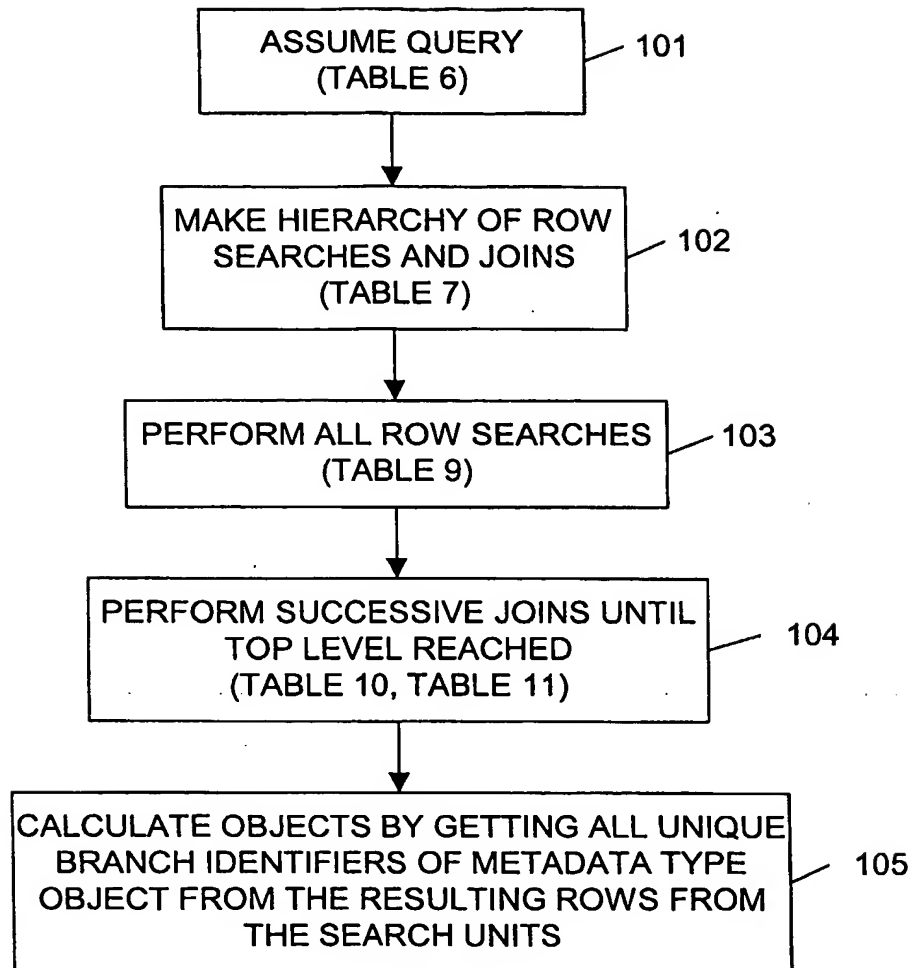 ASSUME QUERY
(TABLE 6)
101
MAKE HIERARCHY OF ROW
SEARCHES AND JOINS
(TABLE 7)
102
PERFORM ALL ROW SEARCHES
(TABLE 9)
103
PERFORM SUCCESSIVE JOINS UNTIL
TOP LEVEL REACHED
(TABLE 10, TABLE 11)
104
CALCULATE OBJECTS BY GETTING ALL UNIQUE
BRANCH IDENTIFIERS OF METADATA TYPE
OBJECT FROM THE RESULTING ROWS FROM
THE SEARCH UNITS
105